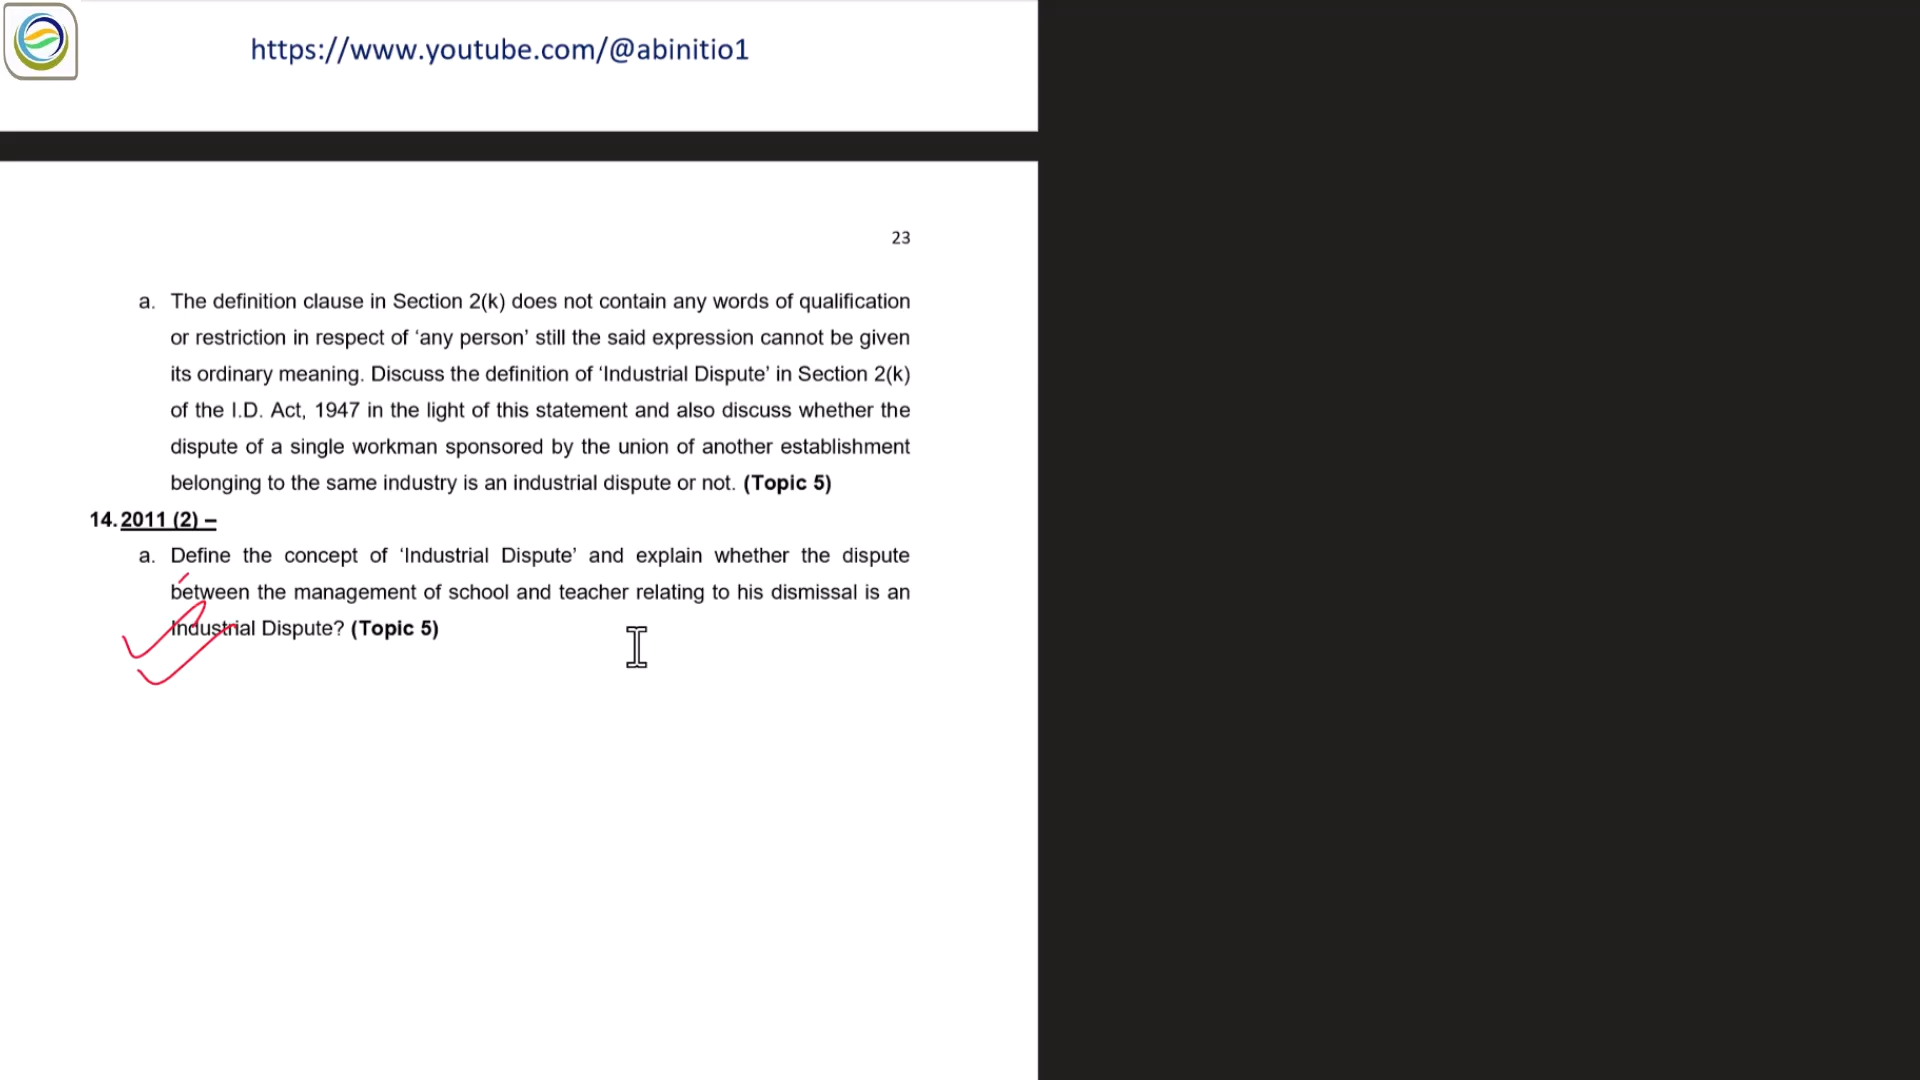 https://www.youtube.com/@abinitio1
23
a. The definition clause in Section 2(k) does not contain any words of qualification
or restriction in respect of ‘any person’ still the said expression cannot be given
its ordinary meaning. Discuss the definition of ‘Industrial Dispute’ in Section 2(k)
of the I.D. Act, 1947 in the light of this statement and also discuss whether the
dispute of a single workman sponsored by the union of another establishment
belonging to the same industry is an industrial dispute or not. (Topic 5)
14. 2011 (2) –
a. Define the concept of ‘Industrial Dispute’ and explain whether the dispute
between the management of school and teacher relating to his dismissal is an
Industrial Dispute? (Topic 5)